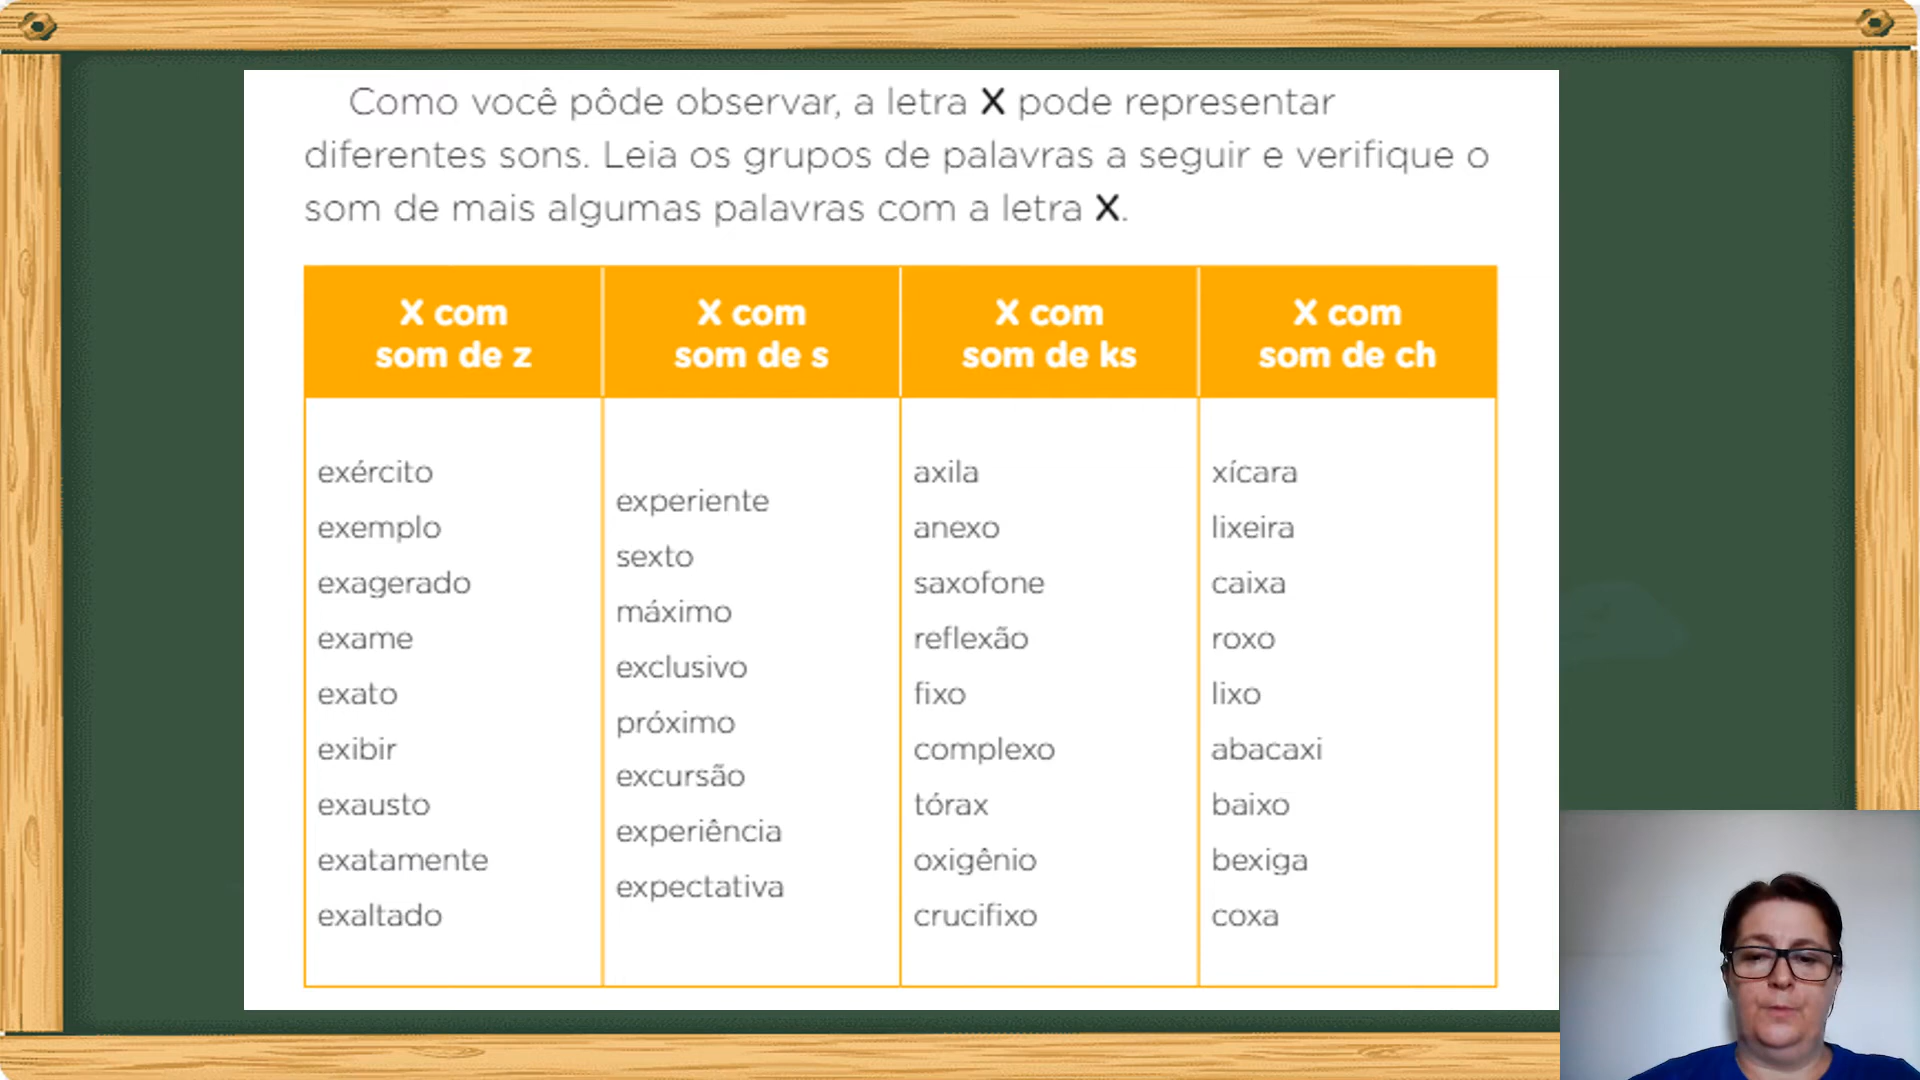 Como você pôde observar, a letra X pode representar
diferentes sons. Leia os grupos de palavras a seguir e verifique o
som de mais algumas palavras com a letra X.
X com
som de z
exército
exemplo
exagerado
exame
exato
exibir
exausto
exatamente
exaltado
X com
som de s
experiente
sexto
máximo
exclusivo
próximo
excursão
experiência
expectativa
X com
som de ks
axila
anexo
saxofone
reflexão
fixo
complexo
tórax
oxigênio
crucifixo
X com
som de ch
xícara
lixeira
caixa
roxo
lixo
abacaxi
baixo
bexiga
coxa